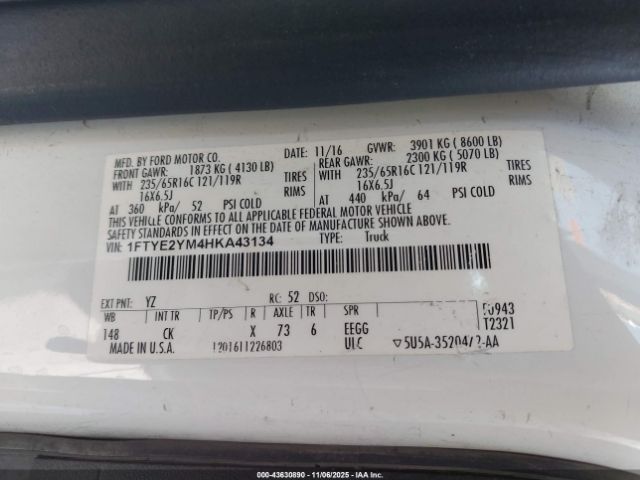 MFD. BY FORD MOTOR CO. DATE: 11/16 GVWR: 3901 KG ( 8600 LB)
FRONT GAWR: 1873 KG ( 4130 LB) REAR GAWR: 2300 KG ( 5070 LB)
WITH 235/65R16C 121/119R TIRES WITH 235/65R16C 121/119R TIRES
16X6.5J RIMS 16X6.5J RIMS
AT 360 kPa/ 52 PSI COLD AT 440 kPa/ 64 PSI COLD
THIS VEHICLE CONFORMS TO ALL APPLICABLE FEDERAL MOTOR VEHICLE
SAFETY STANDARDS IN EFFECT ON THE DATE OF MANUFACTURE SHOWN ABOVE.
VIN: 1FTYE2YM4HKA43134 TYPE: Truck
EXT PNT: YZ RC: 52 DSO:
WB INT TR TP/PS R AXLE TR SPR
148 CK X 73 6 EEGG
T2321
MADE IN U.S.A. 1201611226803 ULC
000-43630890 - 11/06/2025 - IAAI.COM